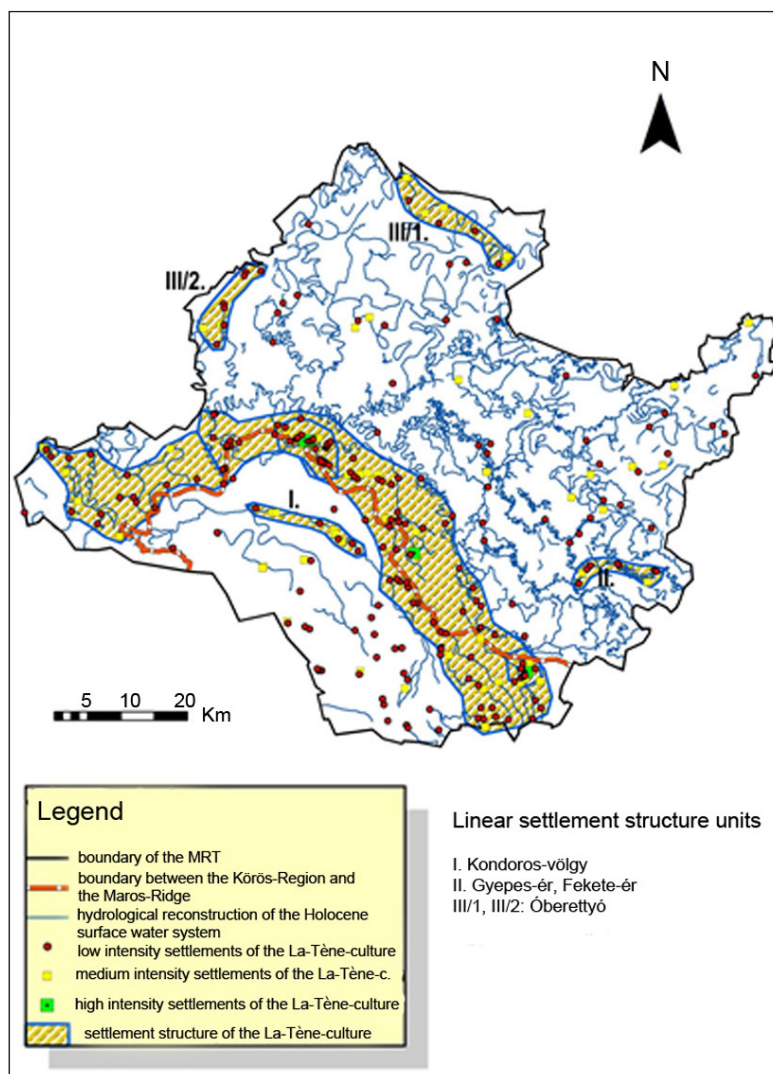 N
III/1.
III/2.
I.
II.
5 10 20
Km
Legend
boundary of the MRT
boundary between the Körös-Region and
the Maros-Ridge
hydrological reconstruction of the Holocene
surface water system
low intensity settlements of the La-Tène-culture
medium intensity settlements of the La-Tène-c.
high intensity settlements of the La-Tène-culture
settlement structure of the La-Tène-culture
Linear settlement structure units
I. Kondoros-völgy
II. Gyepes-ér, Fekete-ér
III/1, III/2: Óberettyó